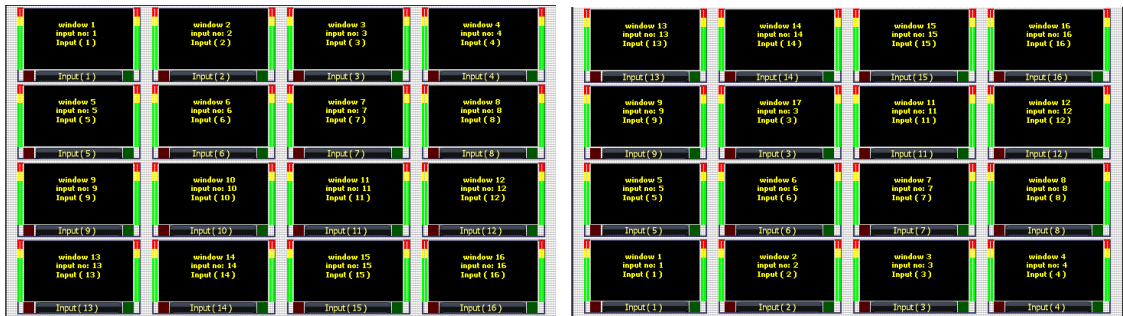 window 1
input no: 1
Input ( 1 )
Input ( 1 )
window 2
input no: 2
Input ( 2 )
Input ( 2 )
window 3
input no: 3
Input ( 3 )
Input ( 3 )
window 4
input no: 4
Input ( 4 )
Input ( 4 )
window 5
input no: 5
Input ( 5 )
Input ( 5 )
window 6
input no: 6
Input ( 6 )
Input ( 6 )
window 7
input no: 7
Input ( 7 )
Input ( 7 )
window 8
input no: 8
Input ( 8 )
Input ( 8 )
window 9
input no: 9
Input ( 9 )
Input ( 9 )
window 10
input no: 10
Input ( 10 )
Input ( 10 )
window 11
input no: 11
Input ( 11 )
Input ( 11 )
window 12
input no: 12
Input ( 12 )
Input ( 12 )
window 13
input no: 13
Input ( 13 )
Input ( 13 )
window 14
input no: 14
Input ( 14 )
Input ( 14 )
window 15
input no: 15
Input ( 15 )
Input ( 15 )
window 16
input no: 16
Input ( 16 )
Input ( 16 )
window 13
input no: 13
Input ( 13 )
Input ( 13 )
window 14
input no: 14
Input ( 14 )
Input ( 14 )
window 15
input no: 15
Input ( 15 )
Input ( 15 )
window 16
input no: 16
Input ( 16 )
Input ( 16 )
window 9
input no: 9
Input ( 9 )
Input ( 9 )
window 17
input no: 3
Input ( 3 )
Input ( 3 )
window 11
input no: 11
Input ( 11 )
Input ( 11 )
window 12
input no: 12
Input ( 12 )
Input ( 12 )
window 5
input no: 5
Input ( 5 )
Input ( 5 )
window 6
input no: 6
Input ( 6 )
Input ( 6 )
window 7
input no: 7
Input ( 7 )
Input ( 7 )
window 8
input no: 8
Input ( 8 )
Input ( 8 )
window 1
input no: 1
Input ( 1 )
Input ( 1 )
window 2
input no: 2
Input ( 2 )
Input ( 2 )
window 3
input no: 3
Input ( 3 )
Input ( 3 )
window 4
input no: 4
Input ( 4 )
Input ( 4 )